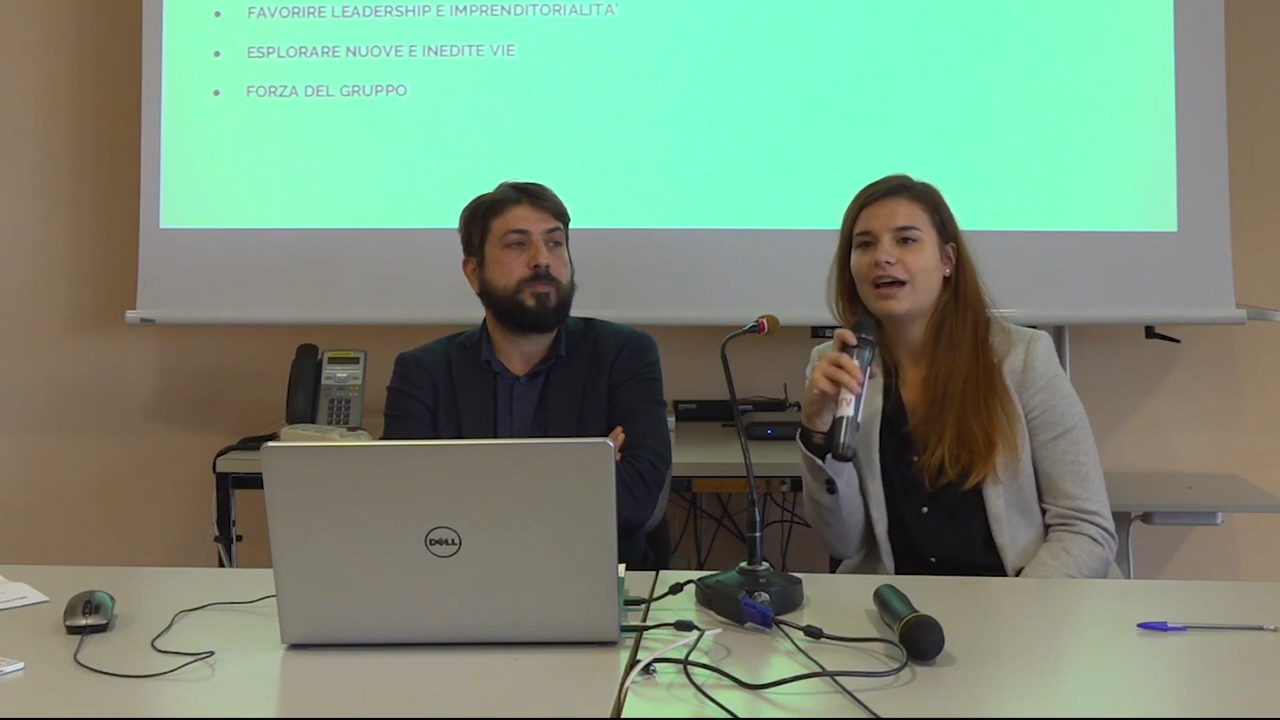 FAVORIRE LEADERSHIP E IMPRENDITORIALITA'
ESPLORARE NUOVE E INEDITE VIE
FORZA DEL GRUPPO
DELL